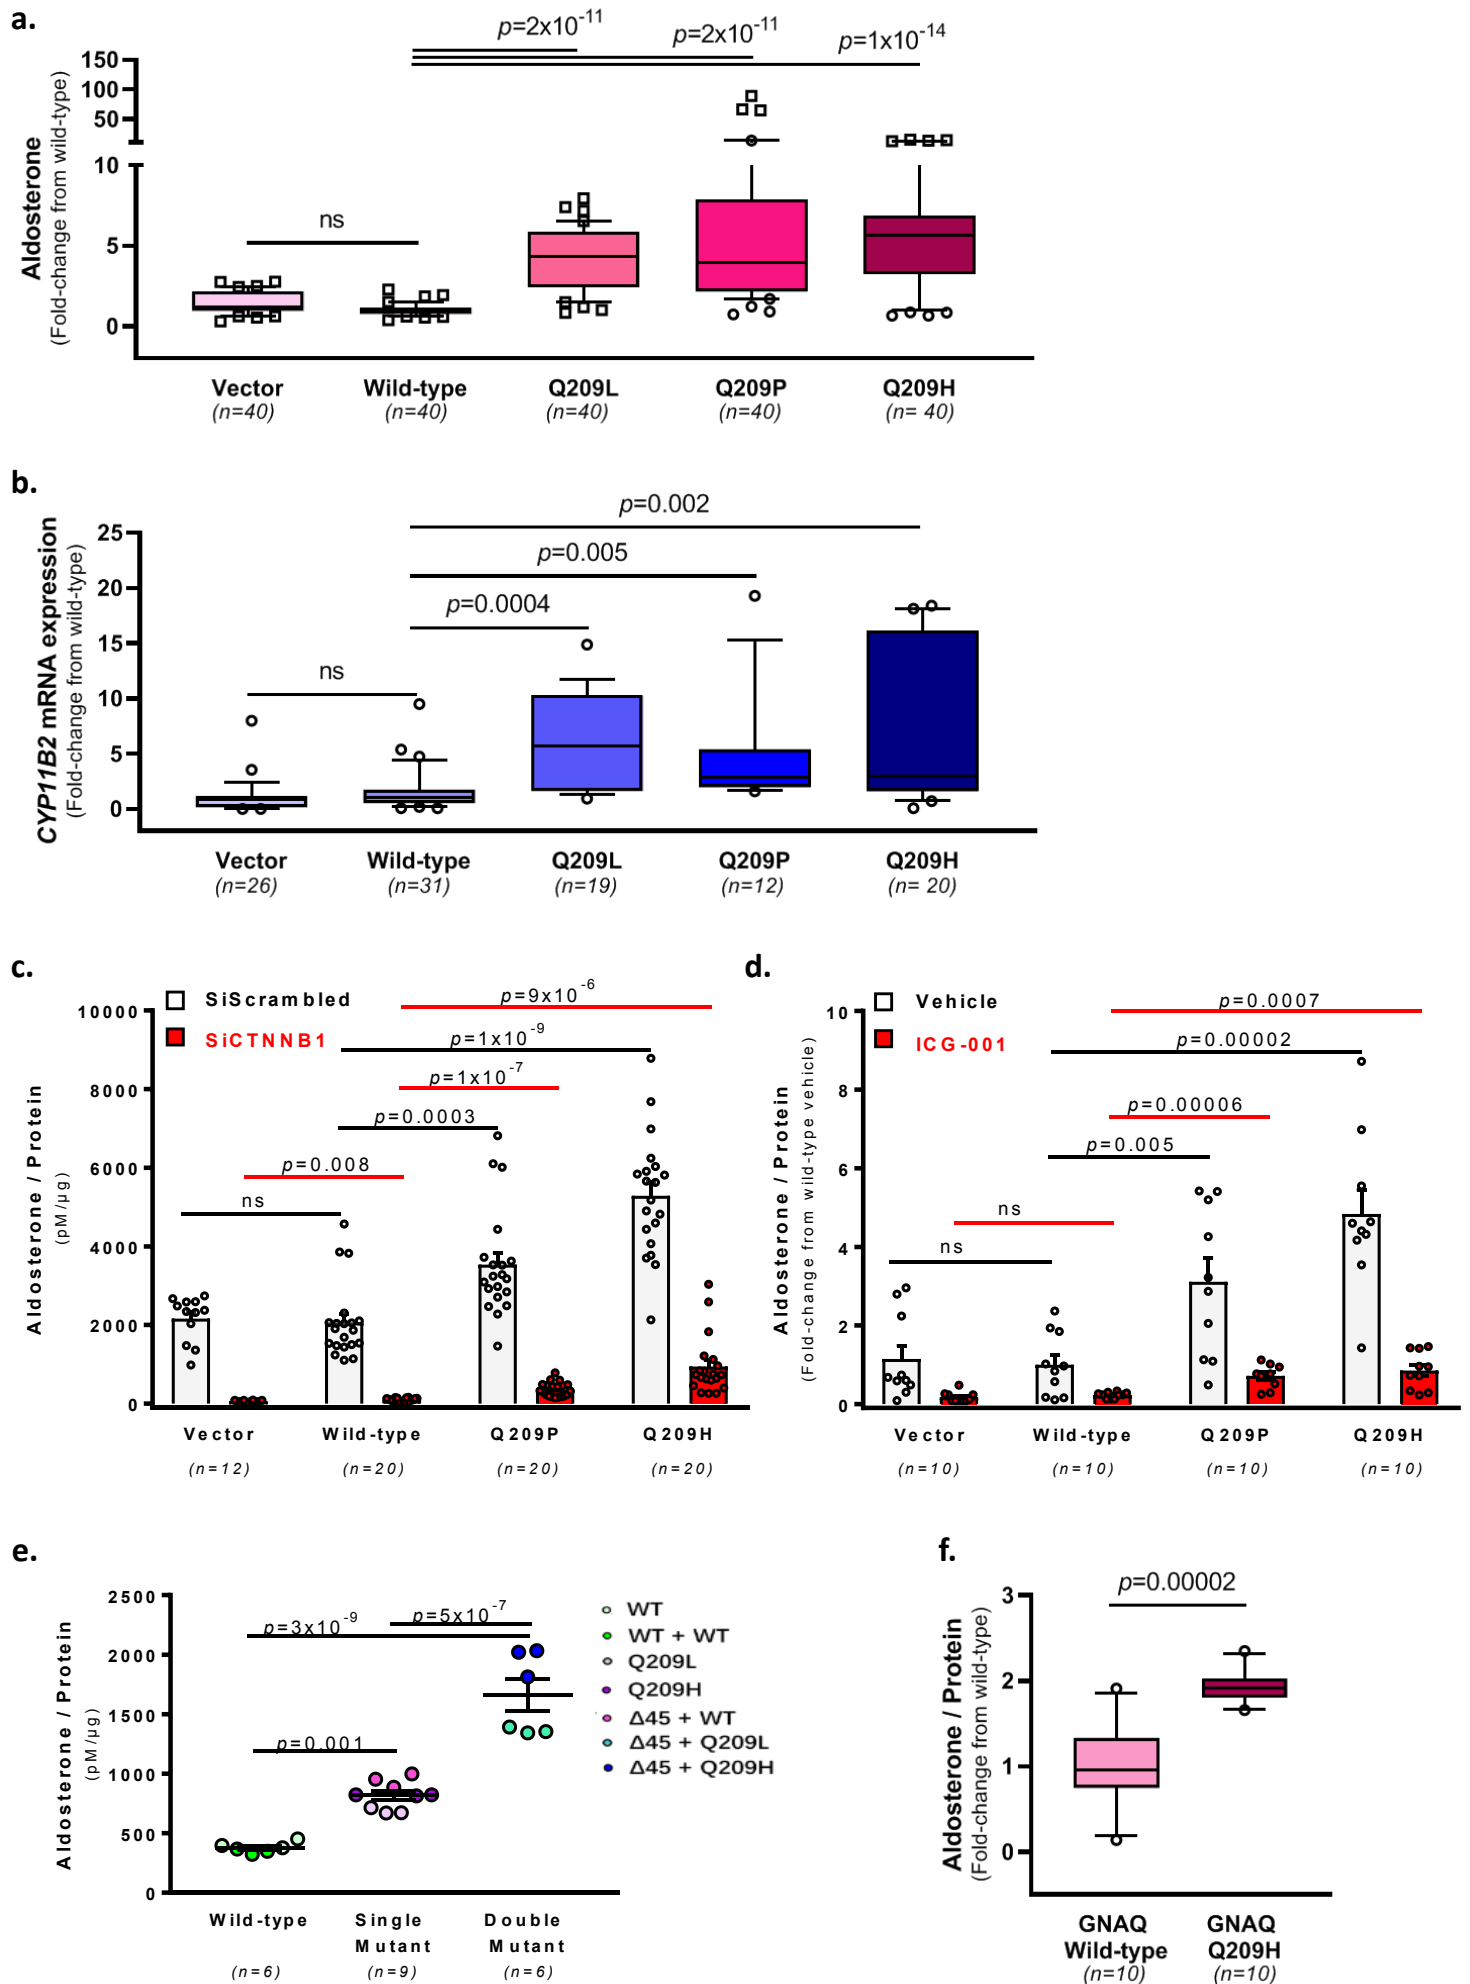 a.
p=2x10⁻¹¹
p=2x10⁻¹¹
p=1x10⁻¹⁴
ns
Aldosterone
(Fold-change from wild-type)
150
100
50
10
5
0
Vector Wild-type Q209L Q209P Q209H
(n=40) (n=40) (n=40) (n=40) (n= 40)
b.
p=0.002
p=0.005
p=0.0004
ns
CYP11B2 mRNA expression
(Fold-change from wild-type)
25
20
15
10
5
0
Vector Wild-type Q209L Q209P Q209H
(n=26) (n=31) (n=19) (n=12) (n= 20)
c.
SiScrambled
SiCTNNB1
p=9x10⁻⁶
p=1x10⁻⁹
p=1x10⁻⁷
p=0.0003
p=0.008
ns
Aldosterone / Protein
(pM/µg)
10000
8000
6000
4000
2000
0
Vector Wild-type Q209P Q209H
(n=12) (n=20) (n=20) (n=20)
d.
Vehicle
ICG-001
p=0.0007
p=0.00002
p=0.00006
p=0.005
ns
ns
Aldosterone / Protein
(Fold-change from wild-type vehicle)
10
8
6
4
2
0
Vector Wild-type Q209P Q209H
(n=10) (n=10) (n=10) (n=10)
e.
p=3x10⁻⁹
p=5x10⁻⁷
p=0.001
Aldosterone / Protein
(pM/µg)
2500
2000
1500
1000
500
0
Wild-type
(n=6)
Single
Mutant
(n=9)
Double
Mutant
(n=6)
WT
WT + WT
Q209L
Q209H
Δ45 + WT
Δ45 + Q209L
Δ45 + Q209H
f.
p=0.00002
Aldosterone / Protein
(Fold-change from wild-type)
3
2
1
0
GNAQ
Wild-type
(n=10)
GNAQ
Q209H
(n=10)